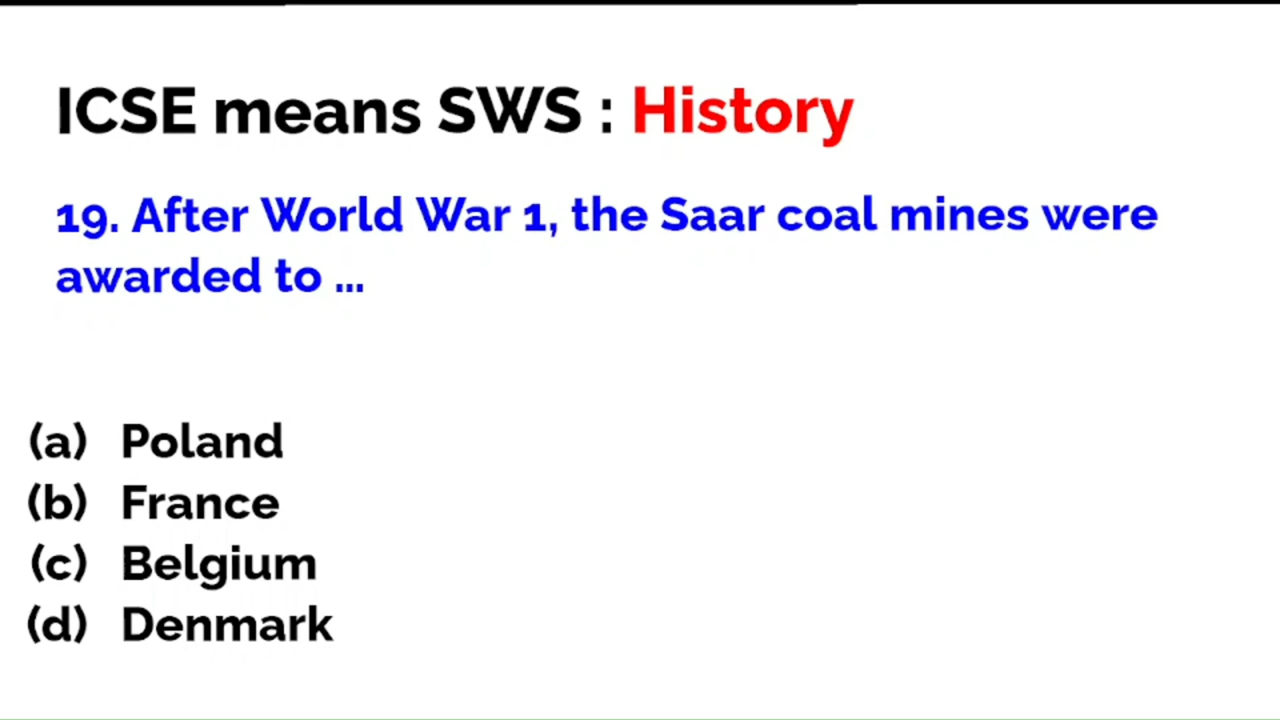 ICSE means SWS : History
19. After World War 1, the Saar coal mines were
awarded to ...
(a) Poland
(b) France
(c) Belgium
(d) Denmark